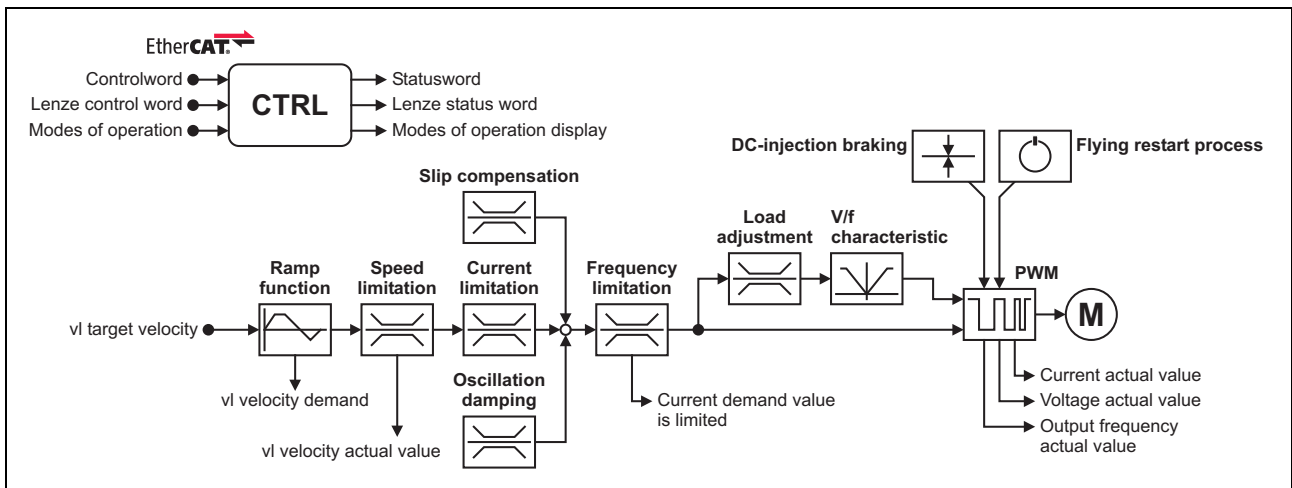 EtherCAT®
Controlword
Lenze control word
Modes of operation
CTRL
Statusword
Lenze status word
Modes of operation display
DC-injection braking
Flying restart process
Slip compensation
Load
adjustment
V/f
characteristic
Ramp
function
Speed
limitation
Current
limitation
Frequency
limitation
PWM
vl target velocity
M
vl velocity demand
Oscillation
damping
Current demand value
is limited
vl velocity actual value
Current actual value
Voltage actual value
Output frequency
actual value